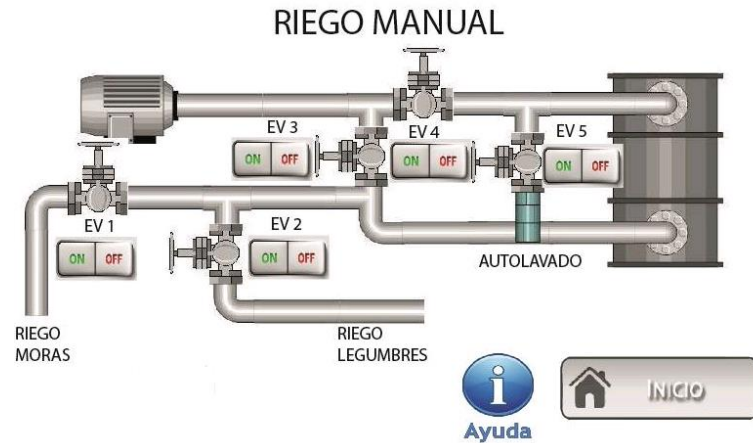 RIEGO MANUAL
EV 3
ON OFF
EV 4
ON OFF
EV 5
ON OFF
EV 1
ON OFF
EV 2
ON OFF
AUTOLAVADO
RIEGO
MORAS
RIEGO
LEGUMBRES
i
Ayuda
INICIO